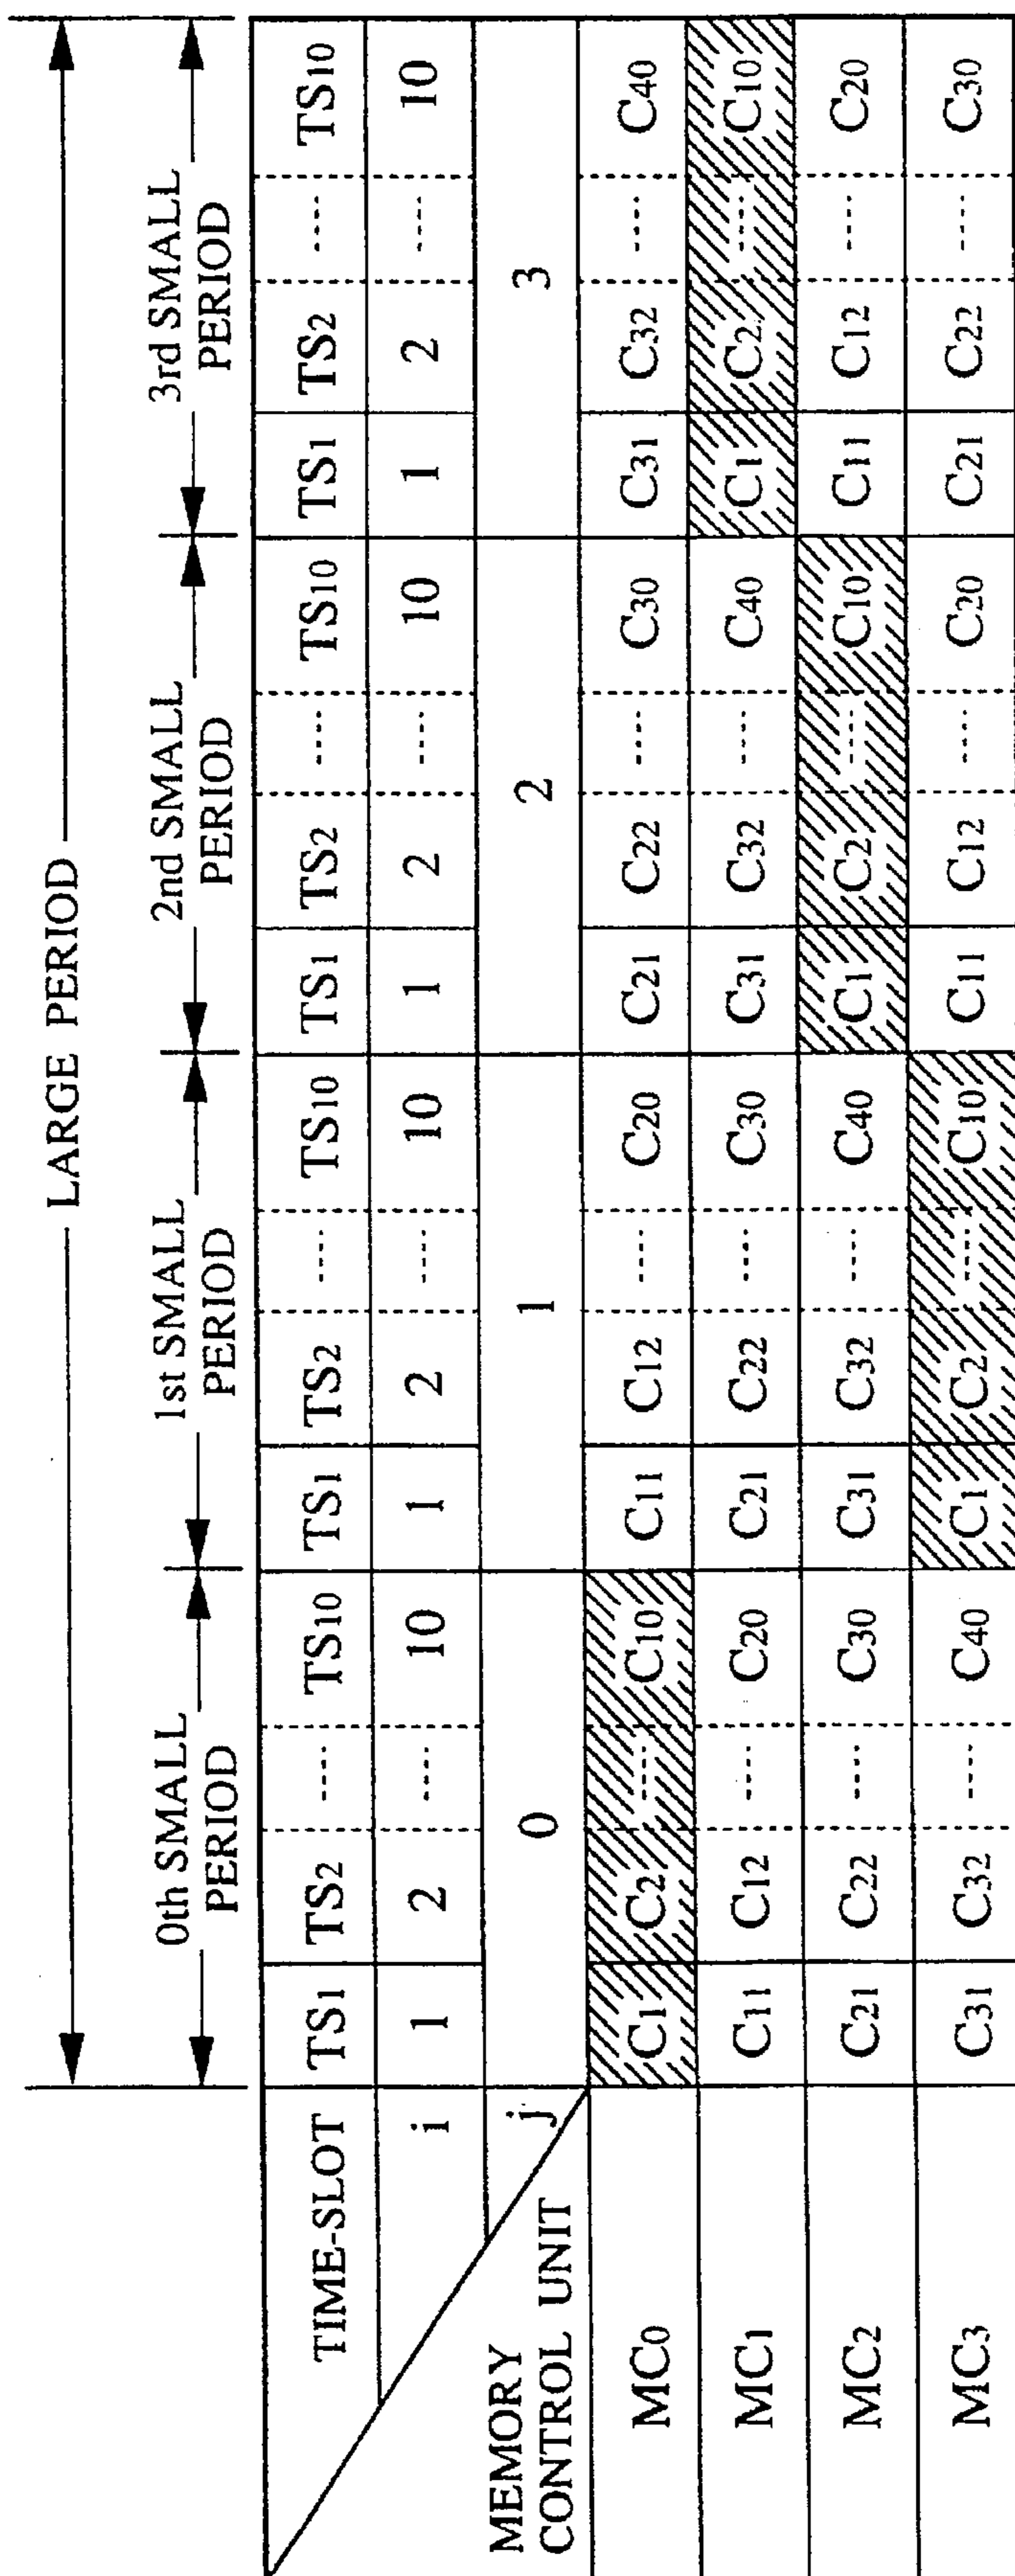 LARGE PERIOD
0th SMALL PERIOD 1st SMALL PERIOD 2nd SMALL PERIOD 3rd SMALL PERIOD
TIME-SLOT TS1 TS2 ---- TS10 TS1 TS2 ---- TS10 TS1 TS2 ---- TS10 TS1 TS2 ---- TS10
i 1 2 ---- 10 1 2 ---- 10 1 2 ---- 10 1 2 ---- 10
j 0 1 2 3
MEMORY CONTROL UNIT
MC0 C1 C2 ---- C10 C11 C12 ---- C20 C21 C22 ---- C30 C31 C32 ---- C40
MC1 C11 C12 ---- C20 C21 C22 ---- C30 C31 C32 ---- C40 C1 C2 ---- C10
MC2 C21 C22 ---- C30 C31 C32 ---- C40 C1 C2 ---- C10 C11 C12 ---- C20
MC3 C31 C32 ---- C40 C1 C2 ---- C10 C11 C12 ---- C20 C21 C22 ---- C30